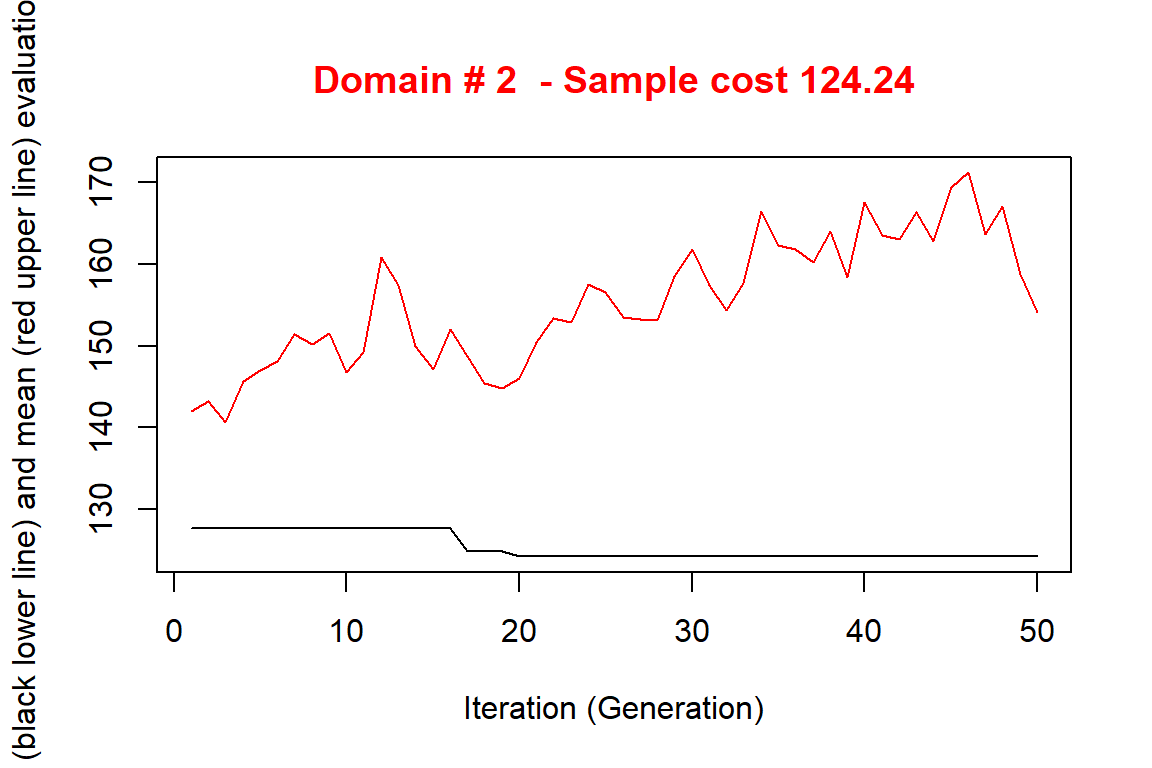 Domain # 2  - Sample cost 124.24
(black lower line) and mean (red upper line) evaluatio
170
160
150
140
130
0 10 20 30 40 50
Iteration (Generation)